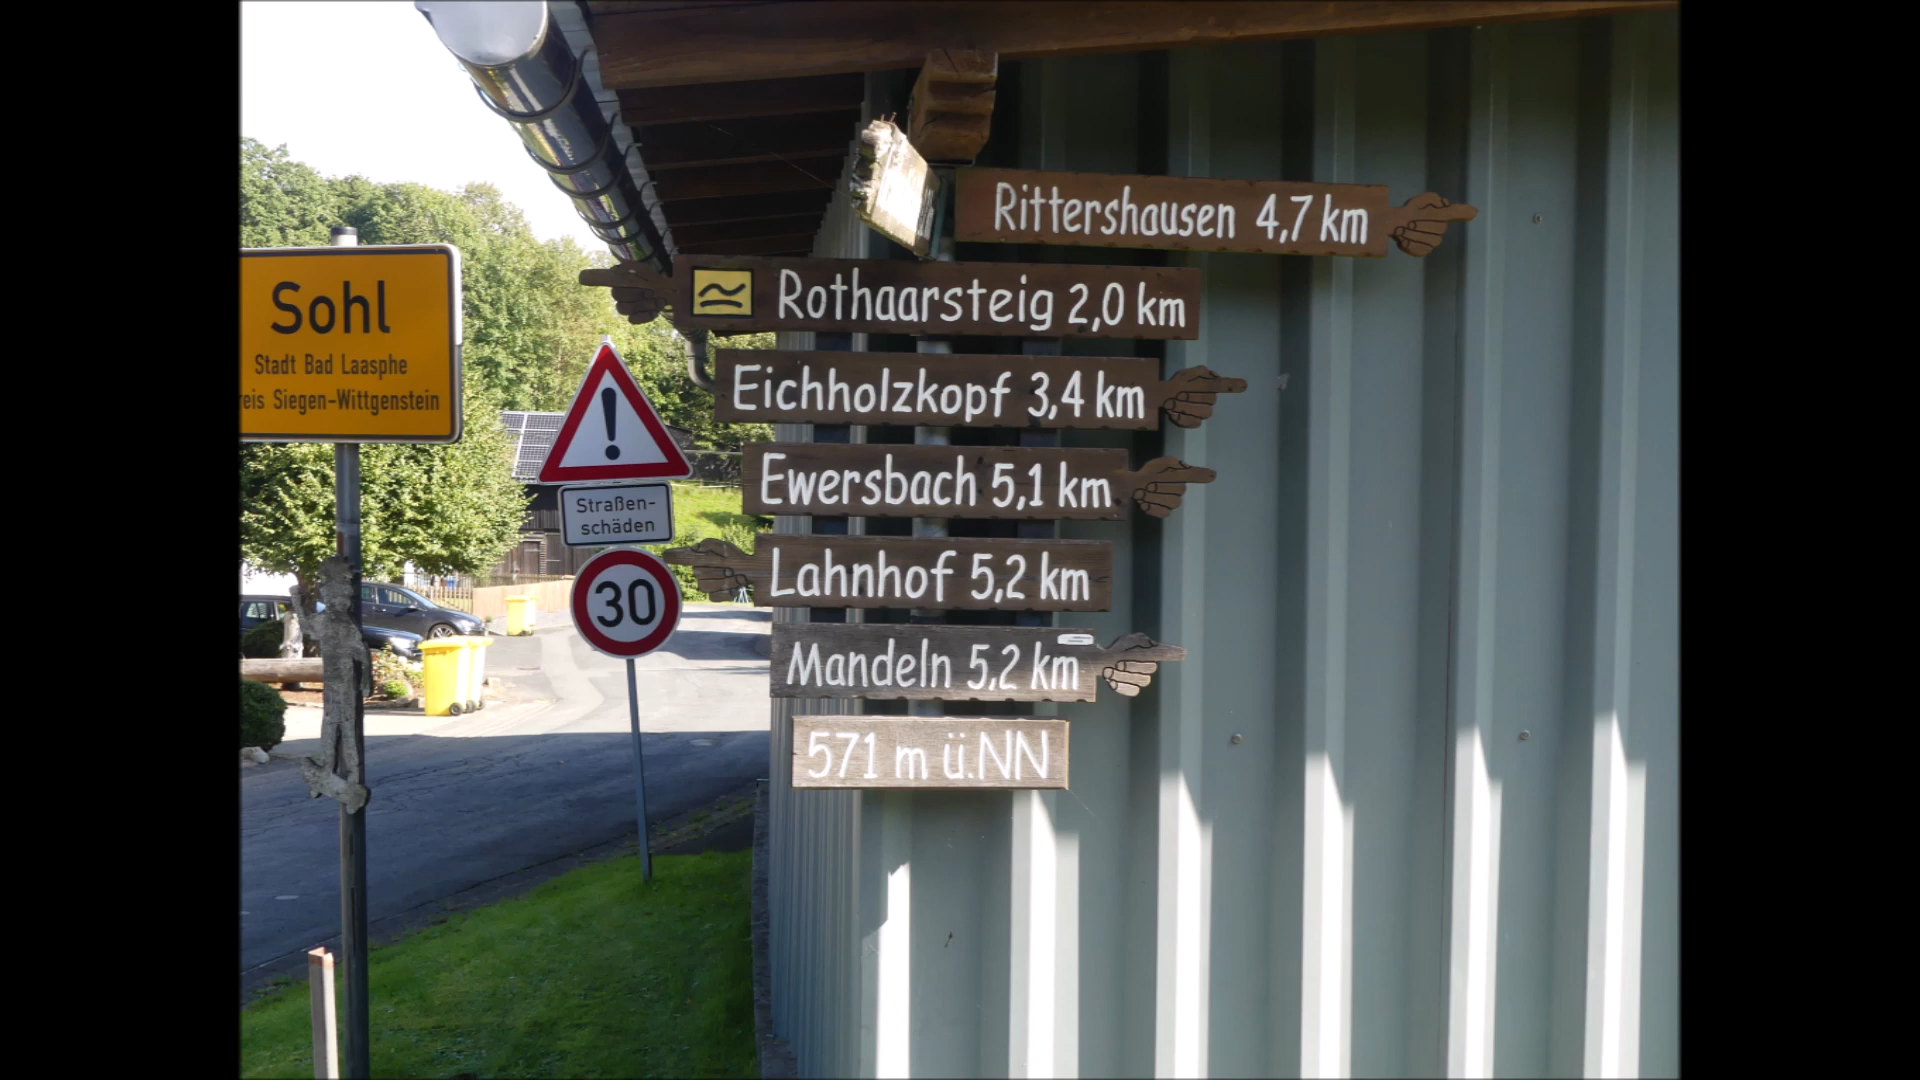 Sohl
Stadt Bad Laasphe
reis Siegen-Wittgenstein
Straßen-
schäden
30
Rittershausen 4,7 km
Rothaarsteig 2,0 km
Eichholzkopf 3,4 km
Ewersbach 5,1 km
Lahnhof 5,2 km
Mandeln 5,2 km
571 m ü.NN